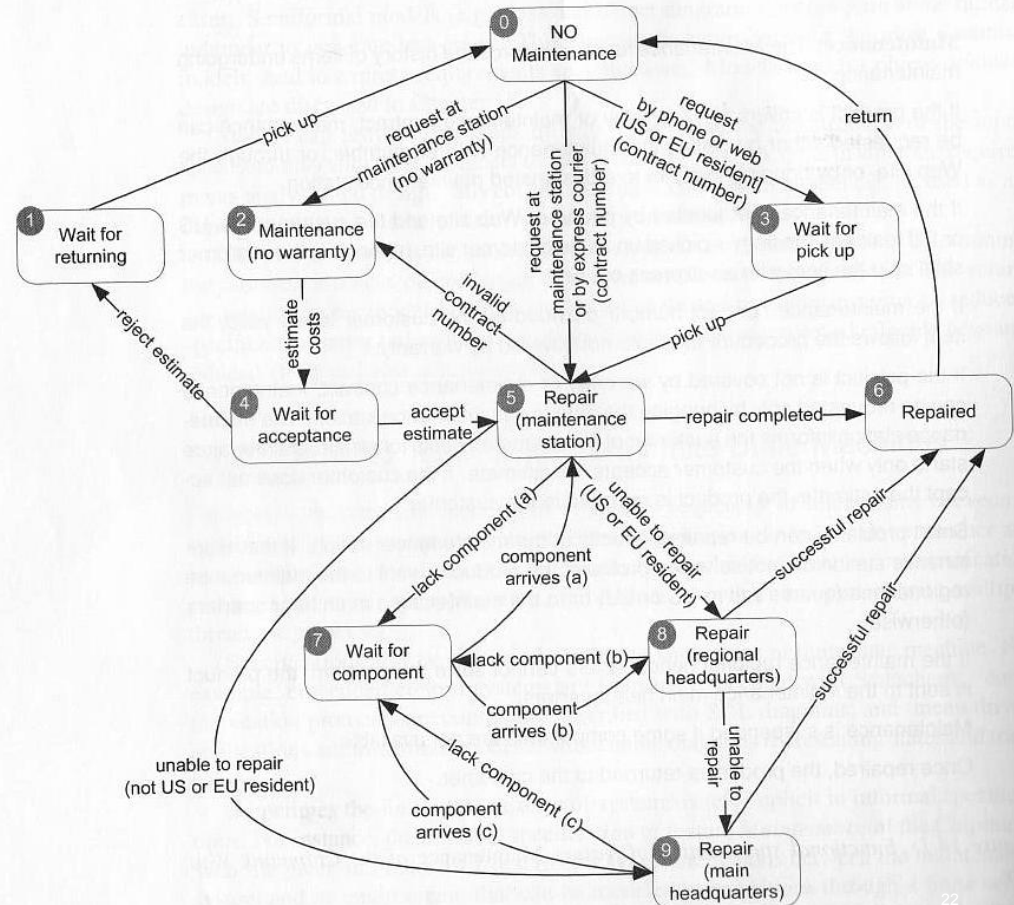 0
NO
Maintenance
pick up
request at
maintenance station
(no warranty)
request at
maintenance station
or by express courier
(contract number)
request
by phone or web
[US or EU resident]
(contract number)
return
1
Wait for
returning
2
Maintenance
(no warranty)
3
Wait for
pick up
reject estimate
estimate
costs
invalid
contract
number
pick up
4
Wait for
acceptance
accept
estimate
5
Repair
(maintenance
station)
repair completed
6
Repaired
lack component (a)
component
arrives (a)
unable to repair
[US or EU resident)
successful repair
7
Wait for
component
lack component (b)
component
arrives (b)
8
Repair
(regional
headquarters)
successful repair
unable to repair
(not US or EU resident)
lack component (c)
component
arrives (c)
unable to
repair
9
Repair
(main
headquarters)
22